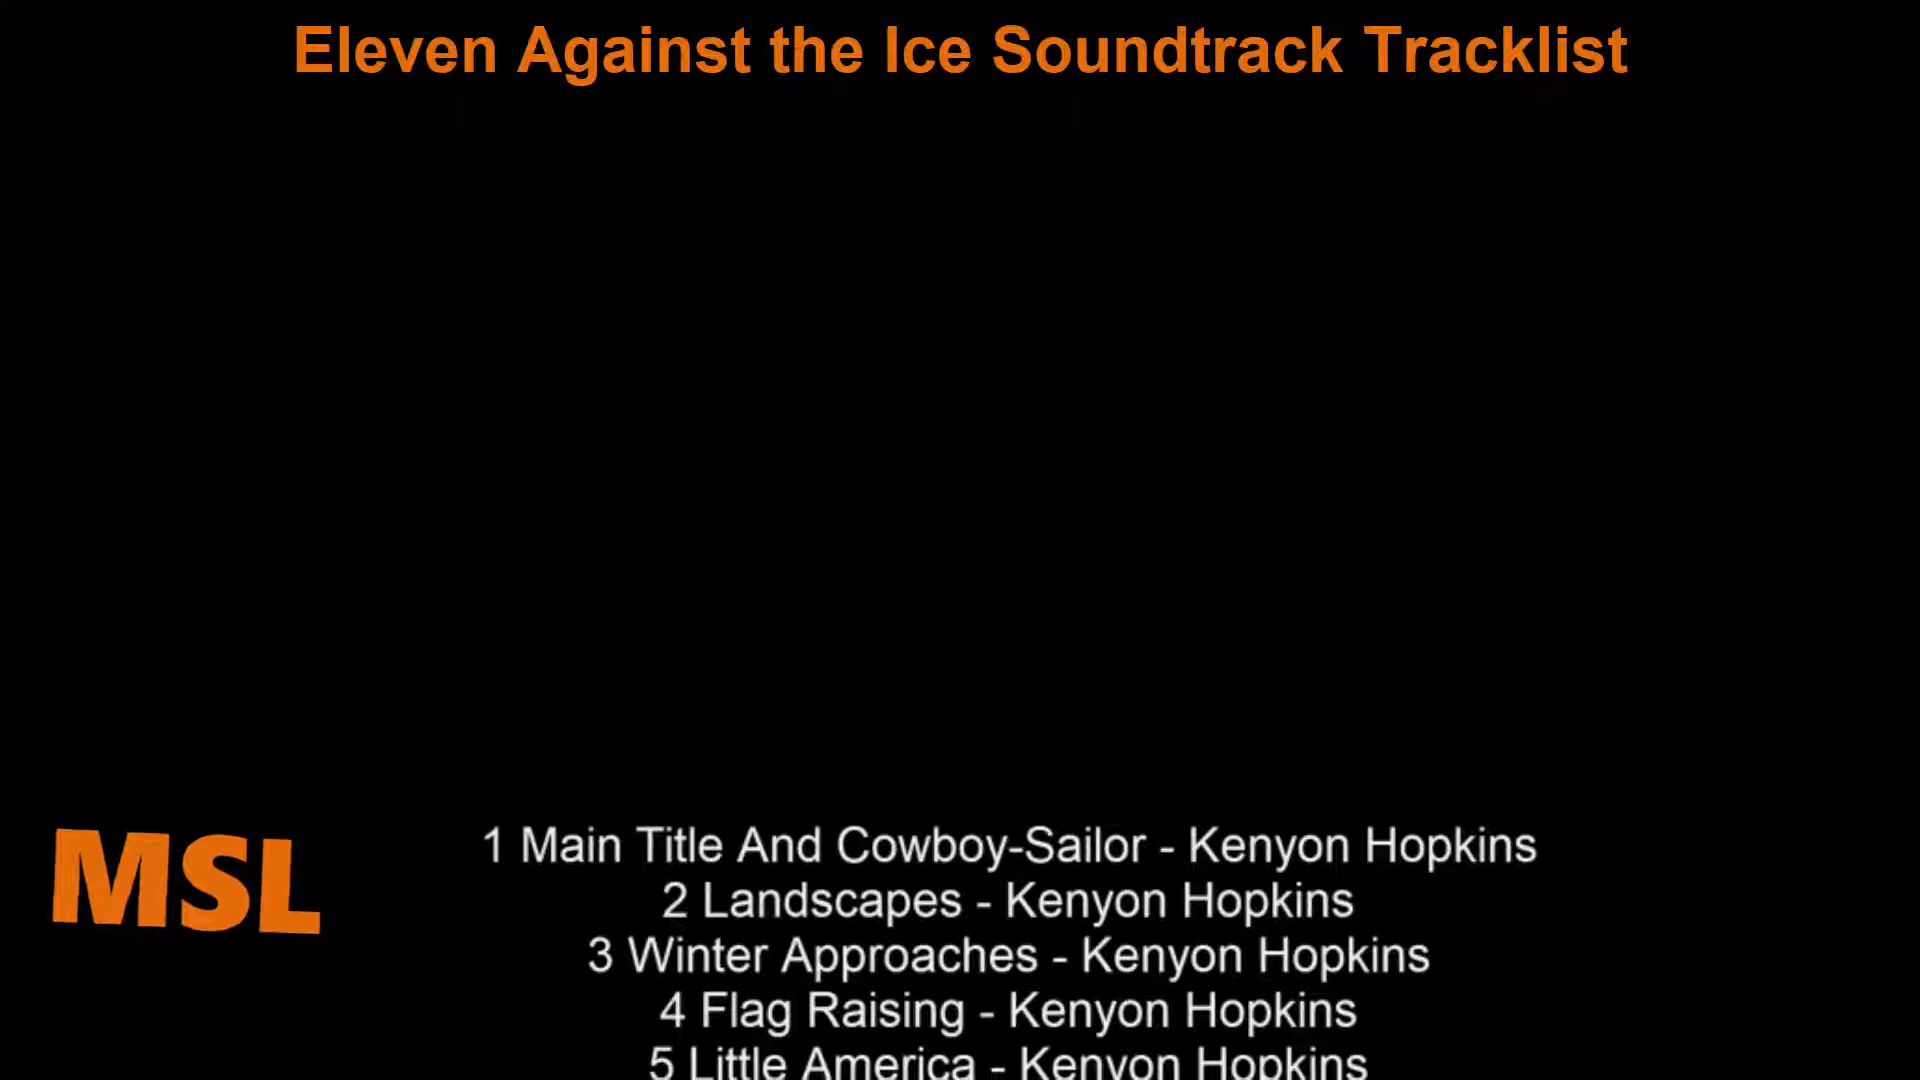 Eleven Against the Ice Soundtrack Tracklist
MSL
1 Main Title And Cowboy-Sailor - Kenyon Hopkins
2 Landscapes - Kenyon Hopkins
3 Winter Approaches - Kenyon Hopkins
4 Flag Raising - Kenyon Hopkins
5 Little America - Kenyon Hopkins